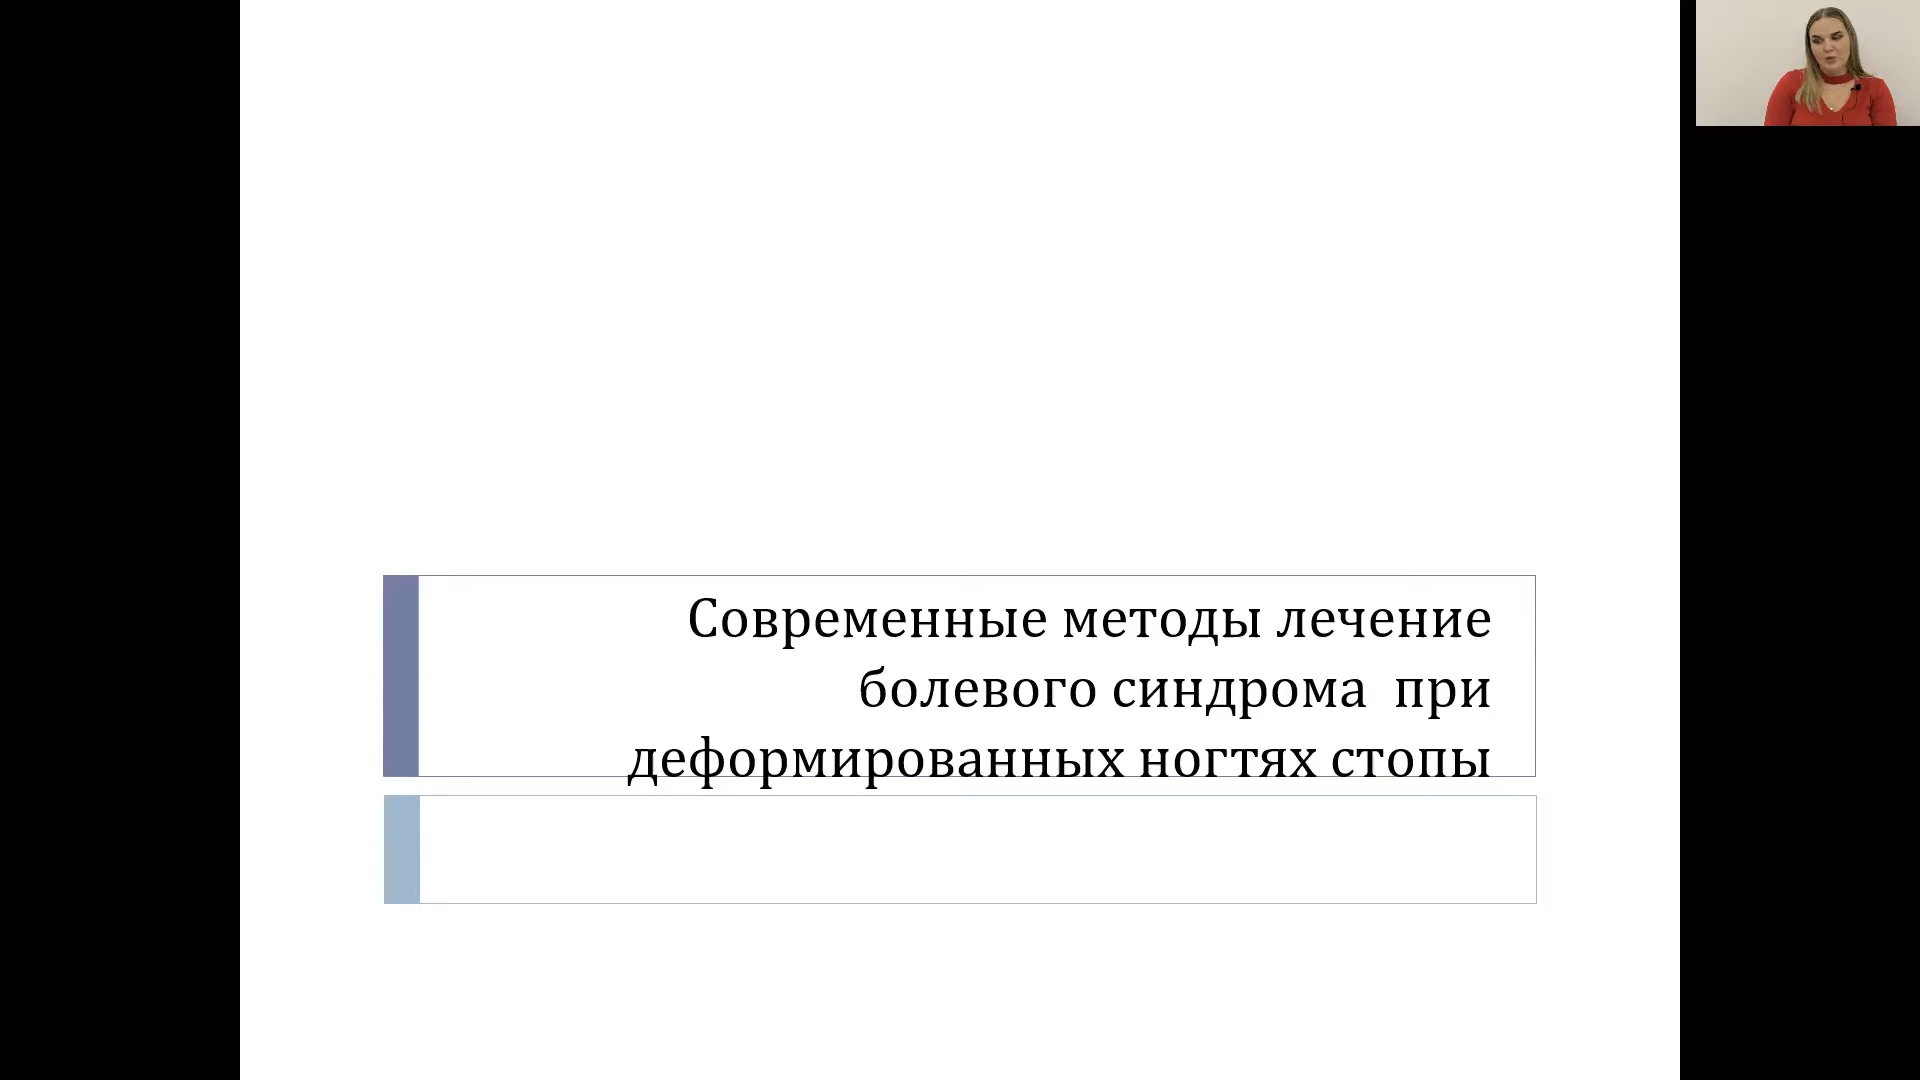 Современные методы лечение
болевого синдрома  при
деформированных ногтях стопы